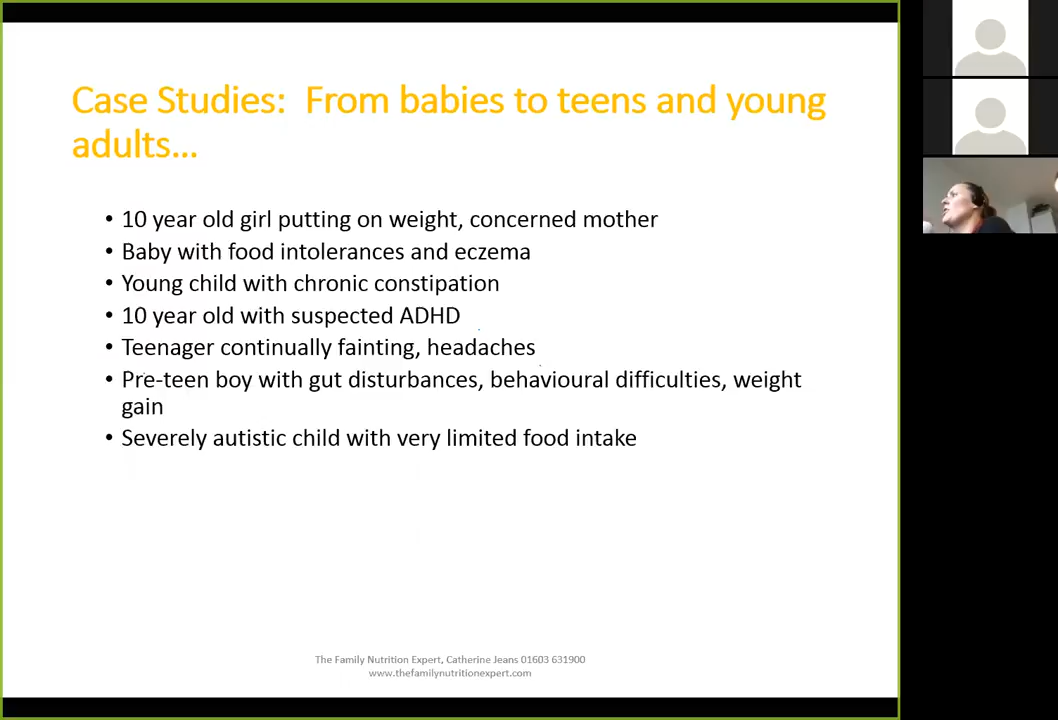 Case Studies:  From babies to teens and young
adults...
• 10 year old girl putting on weight, concerned mother
• Baby with food intolerances and eczema
• Young child with chronic constipation
• 10 year old with suspected ADHD
• Teenager continually fainting, headaches
• Pre-teen boy with gut disturbances, behavioural difficulties, weight
gain
• Severely autistic child with very limited food intake
The Family Nutrition Expert, Catherine Jeans 01603 631900
www.thefamilynutritionexpert.com